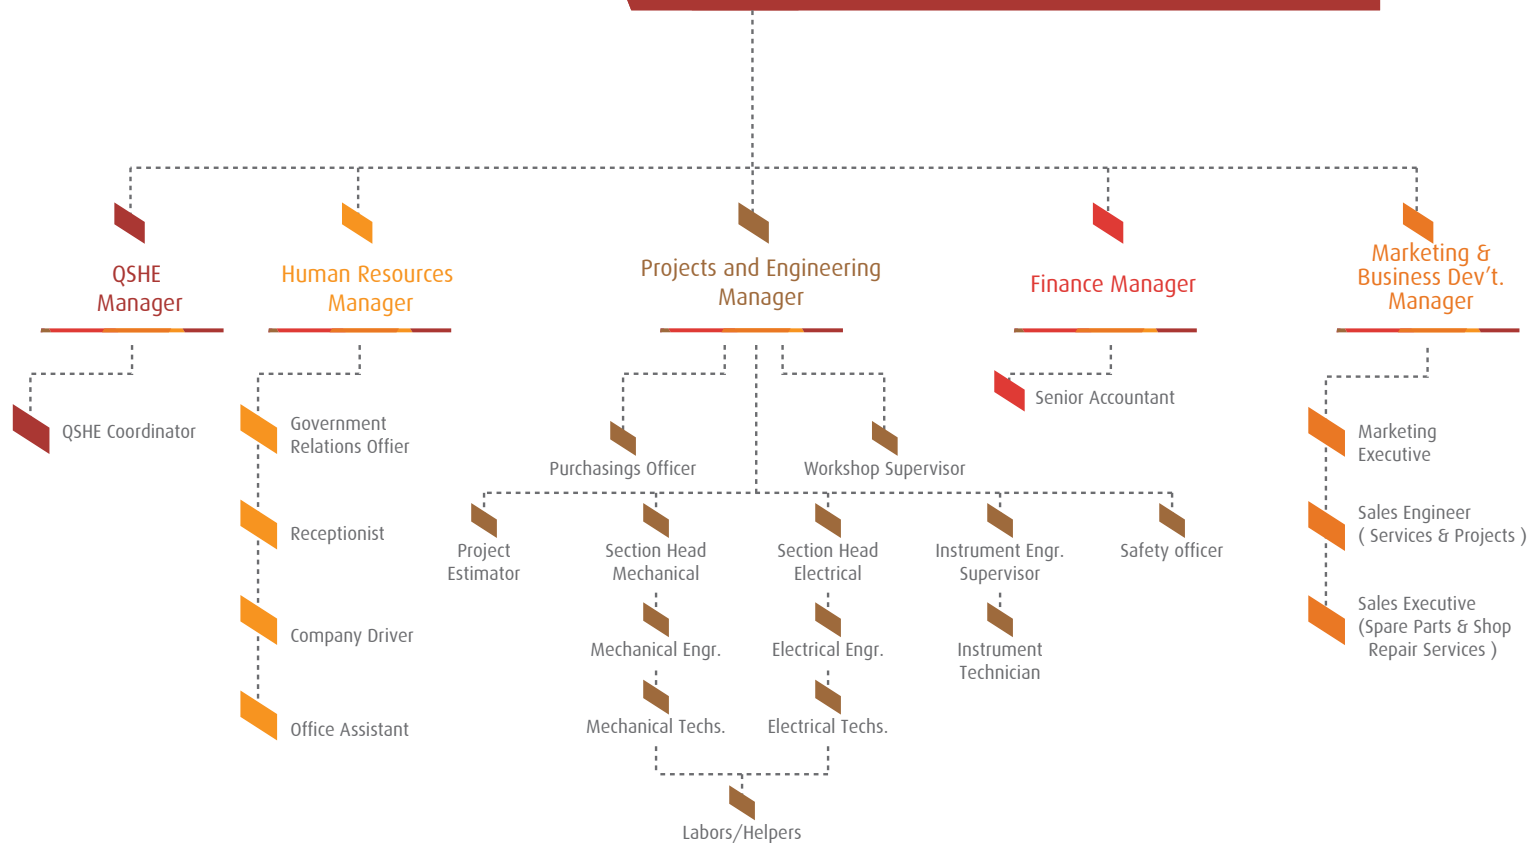 QSHE
Manager
Human Resources
Manager
Projects and Engineering
Manager
Finance Manager
Marketing &
Business Dev't.
Manager
QSHE Coordinator
Government
Relations Offier
Receptionist
Company Driver
Office Assistant
Purchasings Officer
Workshop Supervisor
Project
Estimator
Section Head
Mechanical
Section Head
Electrical
Instrument Engr.
Supervisor
Safety officer
Mechanical Engr.
Electrical Engr.
Instrument
Technician
Mechanical Techs.
Electrical Techs.
Labors/Helpers
Senior Accountant
Marketing
Executive
Sales Engineer
( Services & Projects )
Sales Executive
(Spare Parts & Shop
Repair Services )